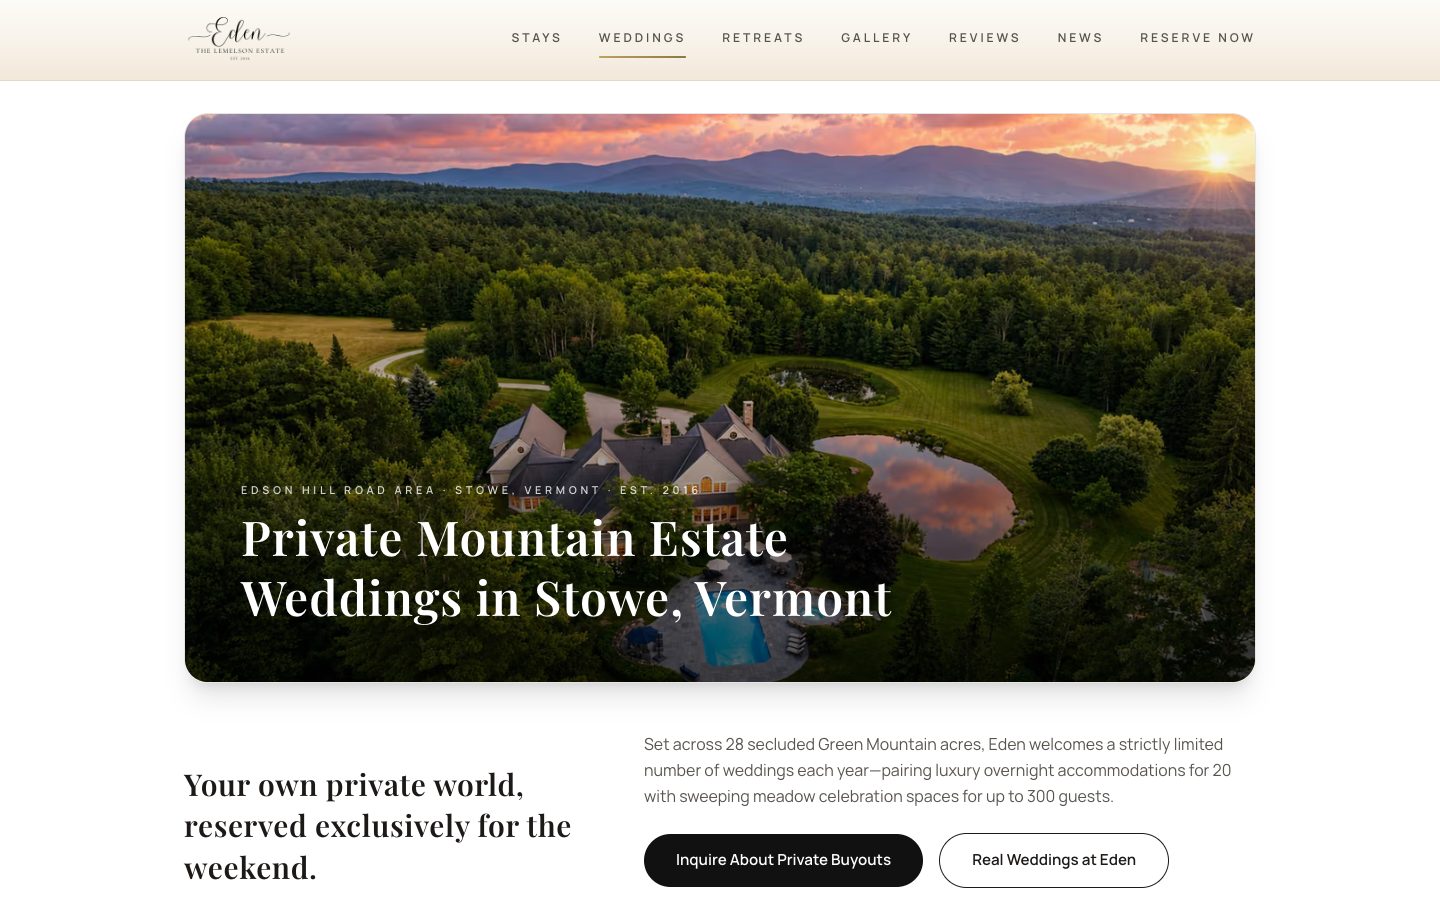 Eden
THE LEMELSON ESTATE
EST. 2016
STAYS
WEDDINGS
RETREATS
GALLERY
REVIEWS
NEWS
RESERVE NOW
EDSON HILL ROAD AREA · STOWE, VERMONT · EST. 2016
Private Mountain Estate
Weddings in Stowe, Vermont
Your own private world,
reserved exclusively for the
weekend.
Set across 28 secluded Green Mountain acres, Eden welcomes a strictly limited
number of weddings each year—pairing luxury overnight accommodations for 20
with sweeping meadow celebration spaces for up to 300 guests.
Inquire About Private Buyouts
Real Weddings at Eden